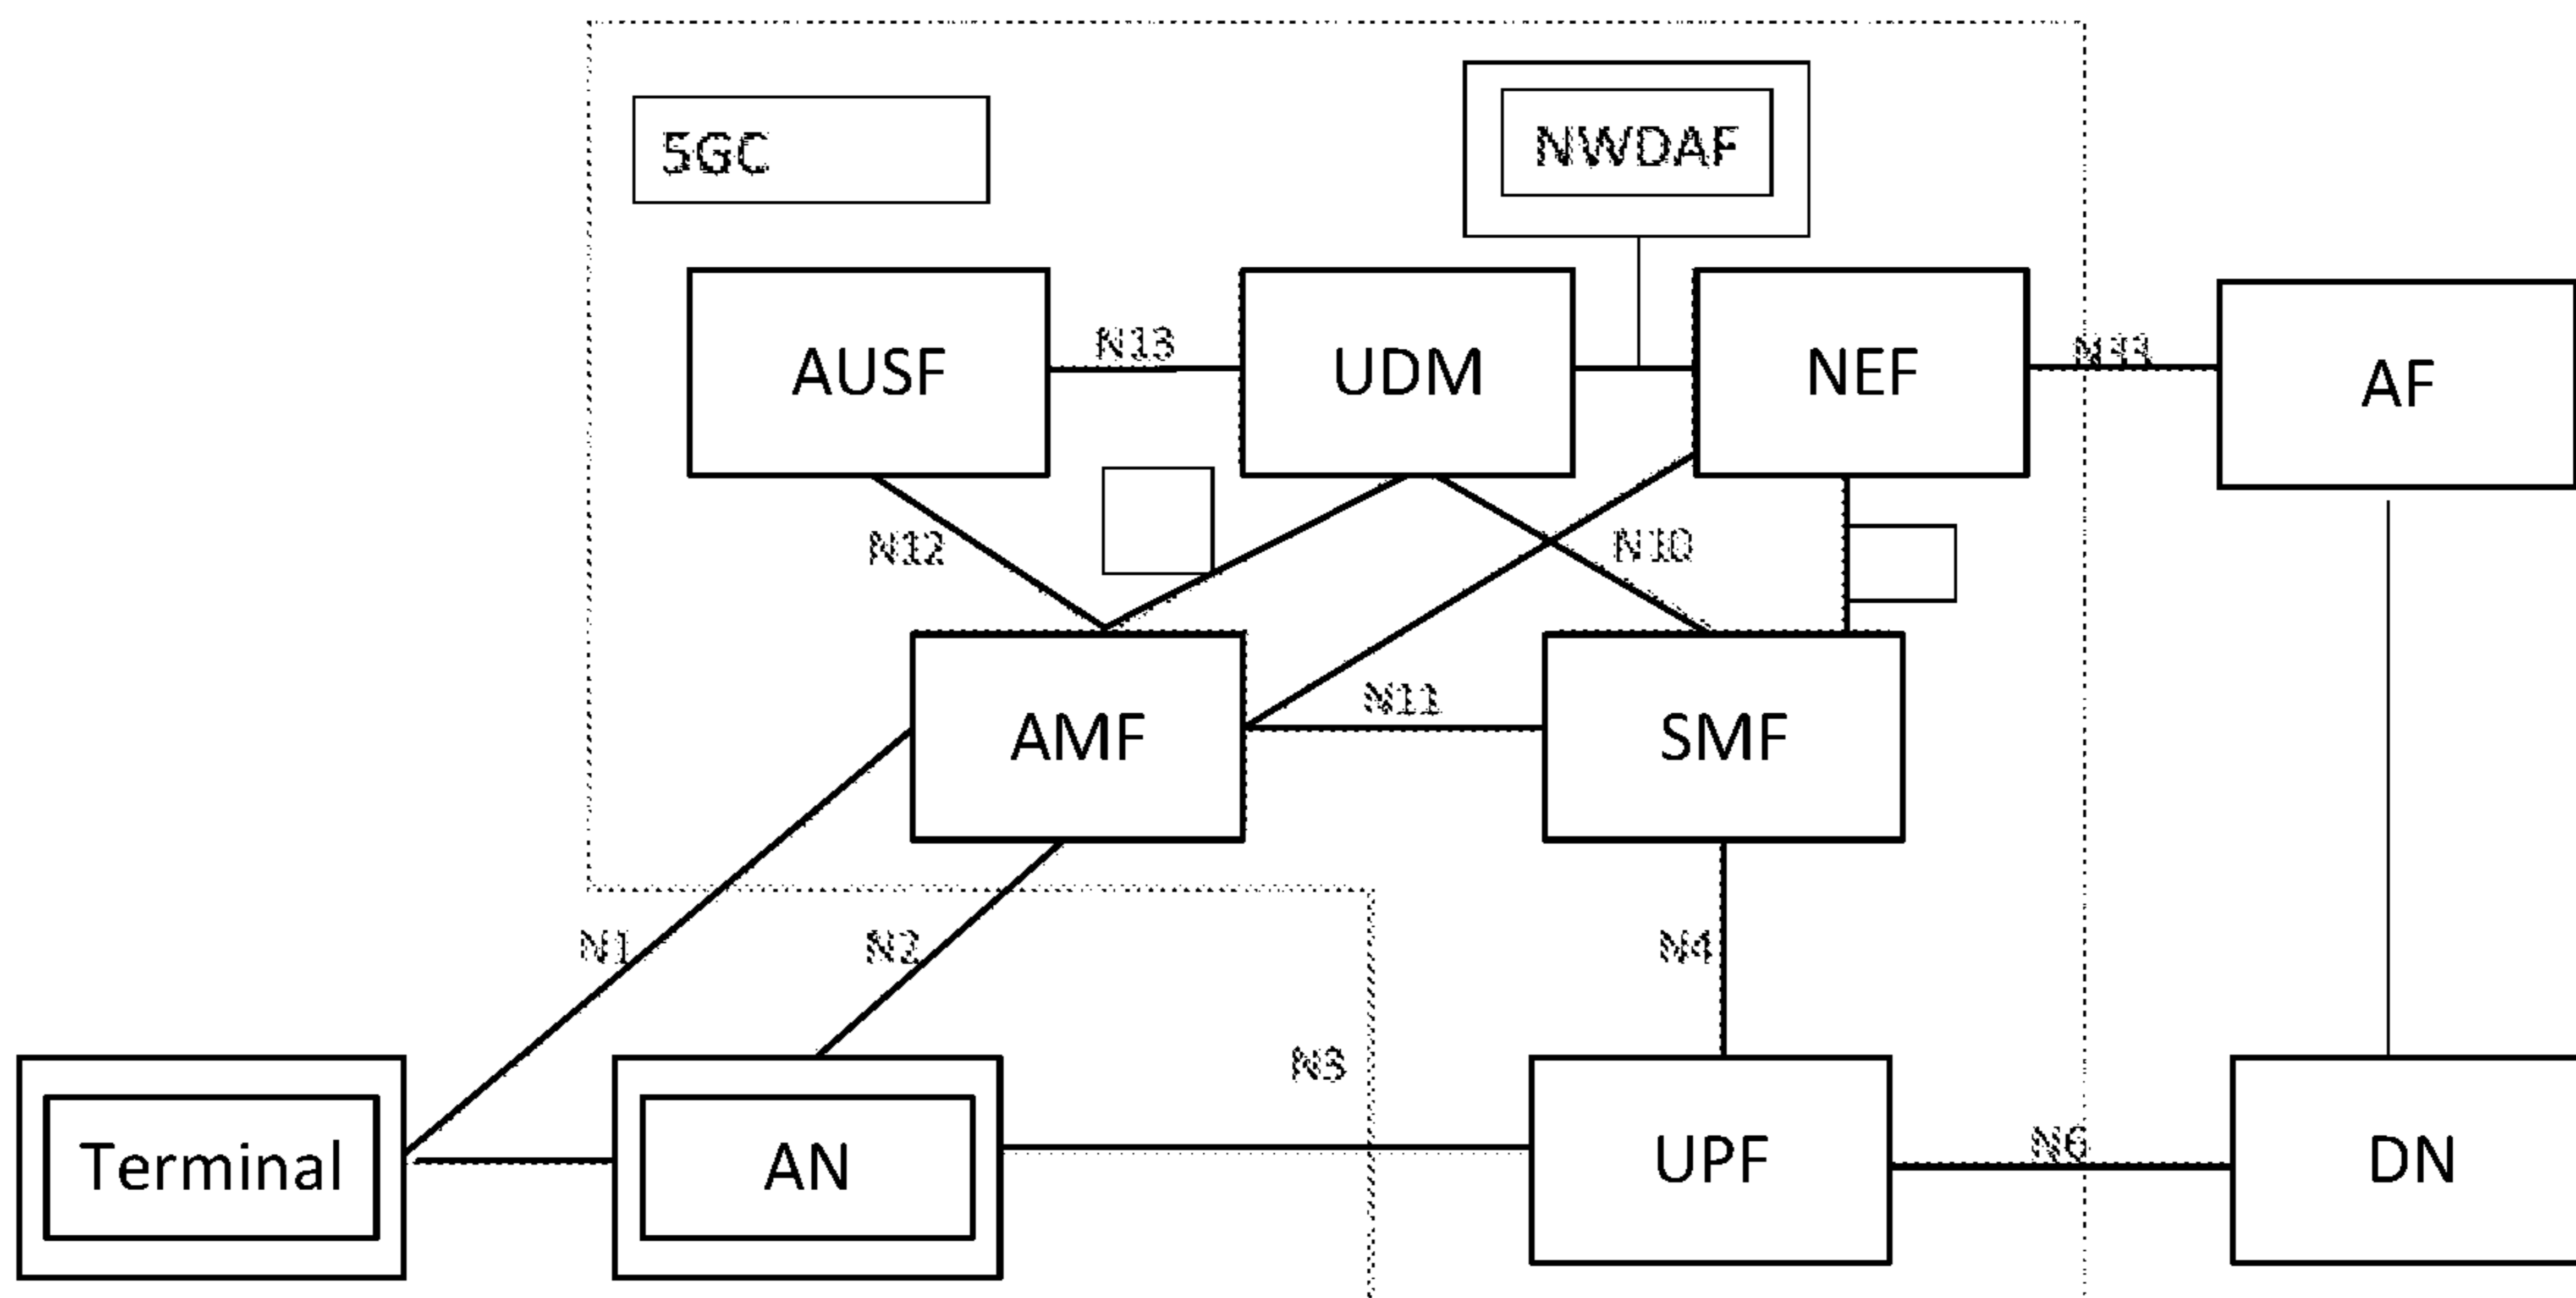 5GC
NWDAF
AUSF
N13
UDM
NEF
N33
AF
N12
N10
AMF
N11
SMF
N1
N2
N4
N3
Terminal
AN
UPF
N6
DN